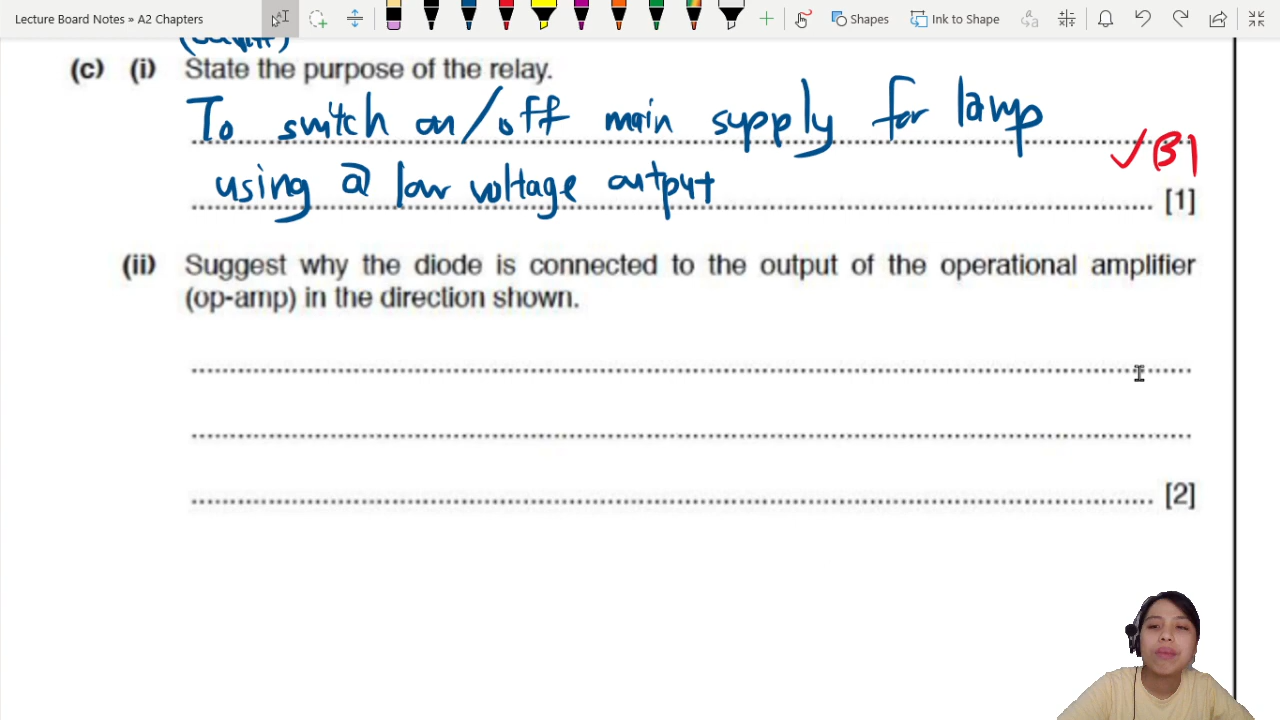 Lecture Board Notes » A2 Chapters
Shapes
Ink to Shape
(c) (i) State the purpose of the relay.
To switch on/off main supply for lamp
using a low voltage output
✓ B1
[1]
(ii) Suggest why the diode is connected to the output of the operational amplifier
(op-amp) in the direction shown.
[2]